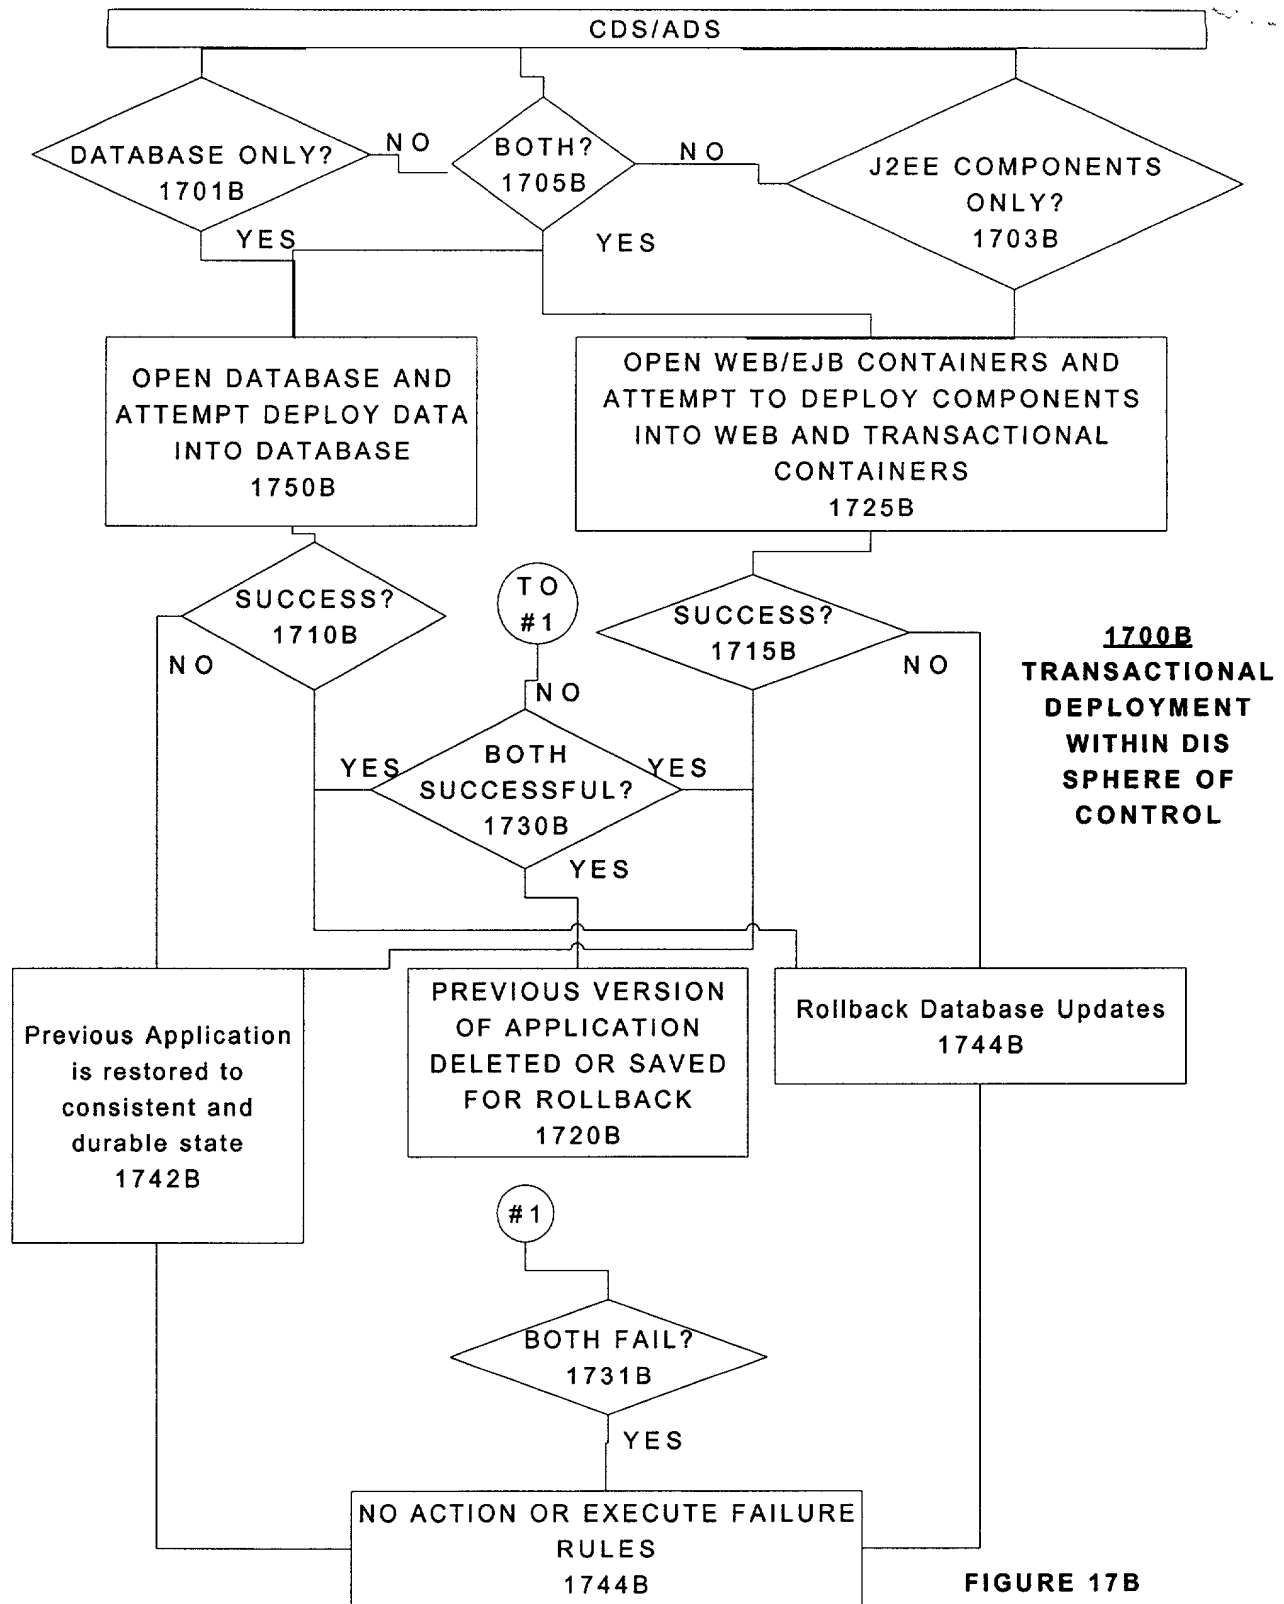 CDS/ADS
DATABASE ONLY?
1701B
NO
BOTH?
1705B
NO
J2EE COMPONENTS
ONLY?
1703B
YES
YES
OPEN DATABASE AND
ATTEMPT DEPLOY DATA
INTO DATABASE
1750B
OPEN WEB/EJB CONTAINERS AND
ATTEMPT TO DEPLOY COMPONENTS
INTO WEB AND TRANSACTIONAL
CONTAINERS
1725B
SUCCESS?
1710B
NO
TO
#1
NO
SUCCESS?
1715B
NO
1700B
TRANSACTIONAL
DEPLOYMENT
WITHIN DIS
SPHERE OF
CONTROL
YES
BOTH
SUCCESSFUL?
1730B
YES
YES
Previous Application
is restored to
consistent and
durable state
1742B
PREVIOUS VERSION
OF APPLICATION
DELETED OR SAVED
FOR ROLLBACK
1720B
Rollback Database Updates
1744B
#1
BOTH FAIL?
1731B
YES
NO ACTION OR EXECUTE FAILURE
RULES
1744B
FIGURE 17B